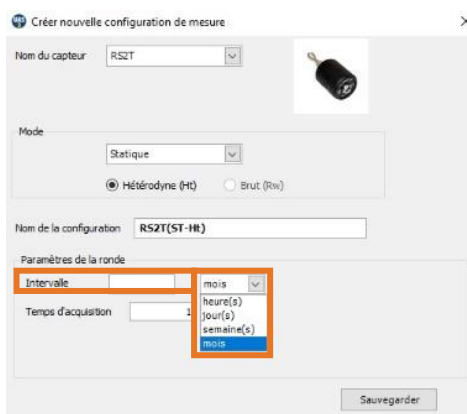 Créer nouvelle configuration de mesure
Nom du capteur RS2T
Mode
Statique
Hétérodyne (Ht) Brut (Rw)
Nom de la configuration RS2T(ST-Ht)
Paramètres de la ronde
Intervalle mois
heure(s)
Temps d'acquisition 1 jour(s)
semaine(s)
mois
Sauvegarder